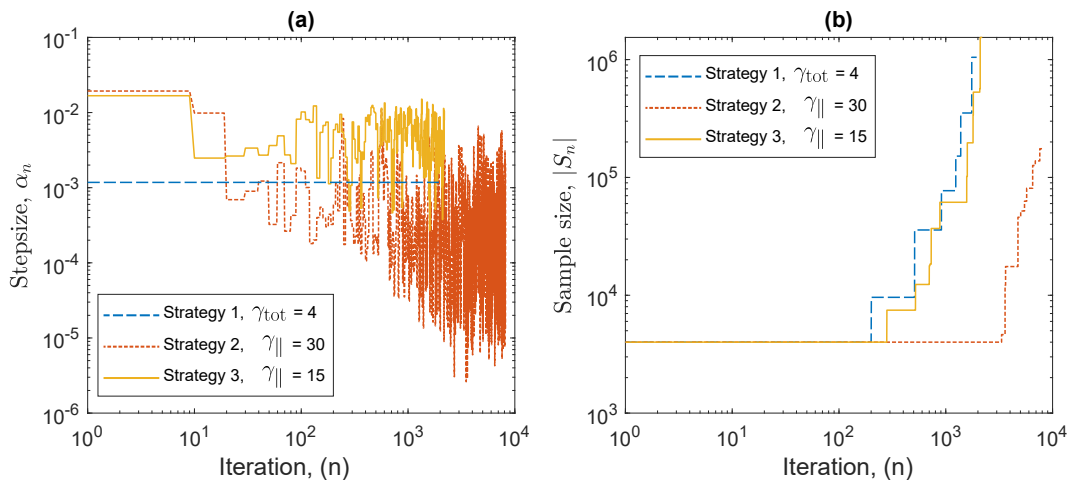 (a)
10^{-1}
10^{-2}
10^{-3}
10^{-4}
10^{-5}
10^{-6}
Stepsize, α_n
Strategy 1, γ_tot = 4
Strategy 2, γ_∥ = 30
Strategy 3, γ_∥ = 15
10^0
10^1
10^2
10^3
10^4
Iteration, (n)
(b)
10^6
10^5
10^4
10^3
Sample size, |S_n|
Strategy 1, γ_tot = 4
Strategy 2, γ_∥ = 30
Strategy 3, γ_∥ = 15
10^0
10^1
10^2
10^3
10^4
Iteration, (n)